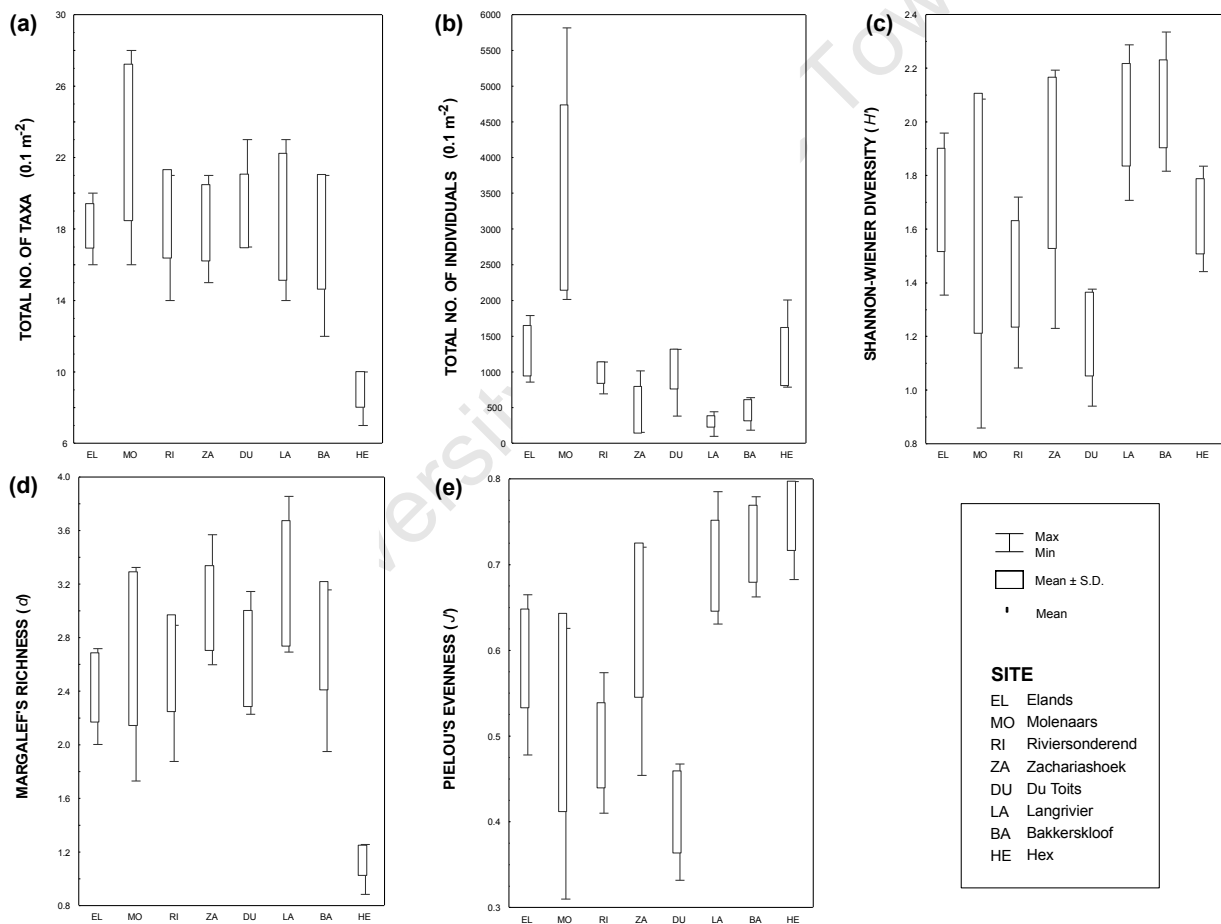 (a)
TOTAL NO. OF TAXA (0.1 m⁻²)
30
26
22
18
14
10
6
EL MO RI ZA DU LA BA HE
(b)
TOTAL NO. OF INDIVIDUALS (0.1 m⁻²)
6000
5500
5000
4500
4000
3500
3000
2500
2000
1500
1000
500
0
EL MO RI ZA DU LA BA HE
(c)
SHANNON-WIENER DIVERSITY (H')
2.4
2.2
2.0
1.8
1.6
1.4
1.2
1.0
0.8
EL MO RI ZA DU LA BA HE
(d)
MARGALEF'S RICHNESS (d)
4.0
3.6
3.2
2.8
2.4
2.0
1.6
1.2
0.8
EL MO RI ZA DU LA BA HE
(e)
PIELOU'S EVENNESS (J')
0.8
0.7
0.6
0.5
0.4
0.3
EL MO RI ZA DU LA BA HE
Max
Min
Mean ± S.D.
Mean
SITE
EL Elands
MO Molenaars
RI Riviersonderend
ZA Zachariashoek
DU Du Toits
LA Langrivier
BA Bakkerskloof
HE Hex